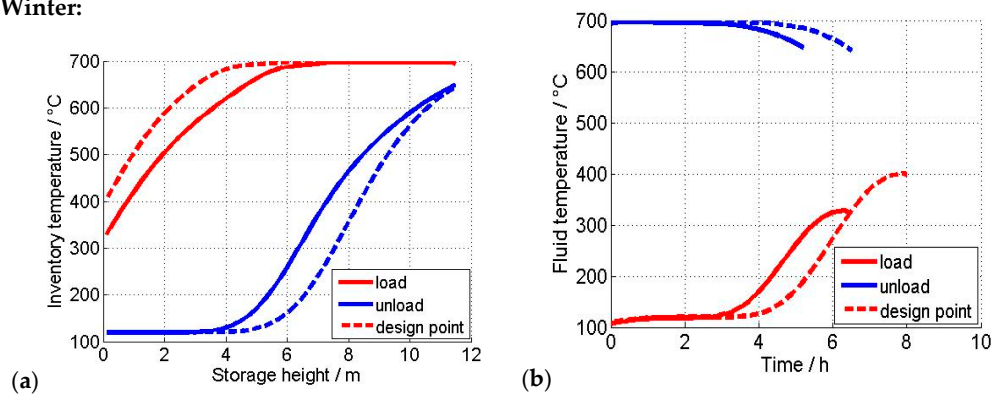 Winter:
Inventory temperature / °C
700
600
500
400
300
200
100
0
2
4
6
8
10
12
Storage height / m
load
unload
design point
(a)
Fluid temperature / °C
700
600
500
400
300
200
100
0
2
4
6
8
10
Time / h
load
unload
design point
(b)